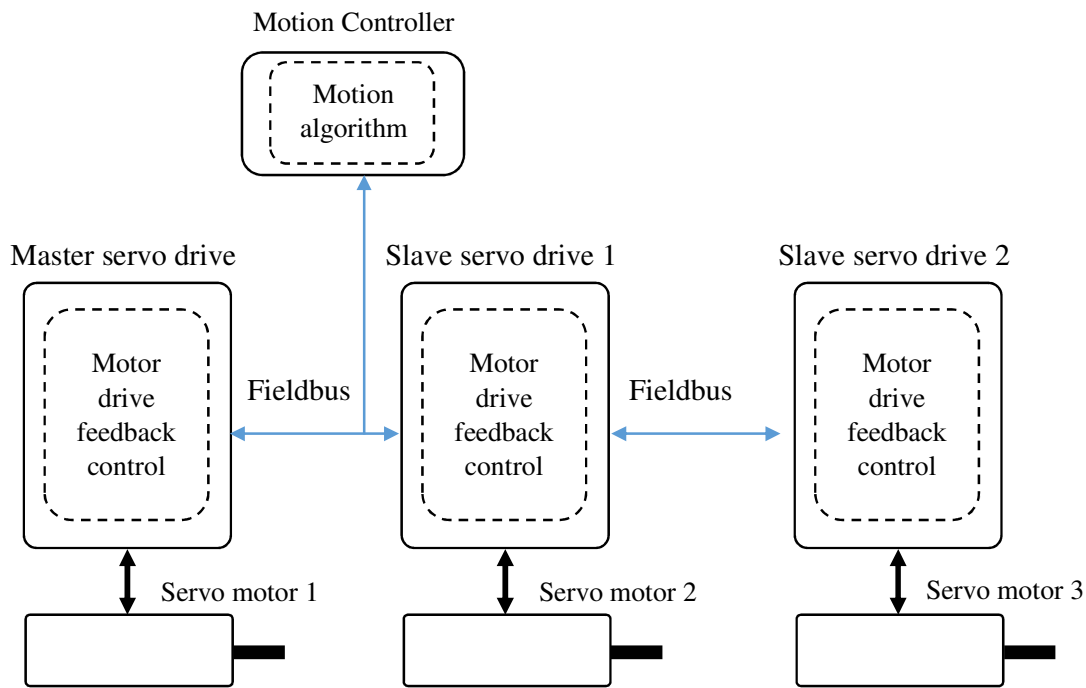 Motion Controller
Motion
algorithm
Master servo drive
Slave servo drive 1
Slave servo drive 2
Motor
drive
feedback
control
Fieldbus
Motor
drive
feedback
control
Fieldbus
Motor
drive
feedback
control
Servo motor 1
Servo motor 2
Servo motor 3